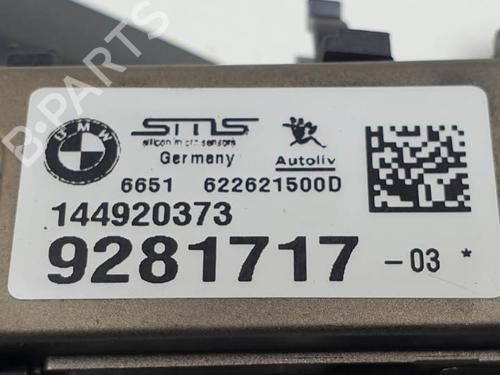 BMW
SMS
silicon micro sensors
Germany
Autoliv
6651 622621500D
144920373
9281717 -03 *
B-PARTS